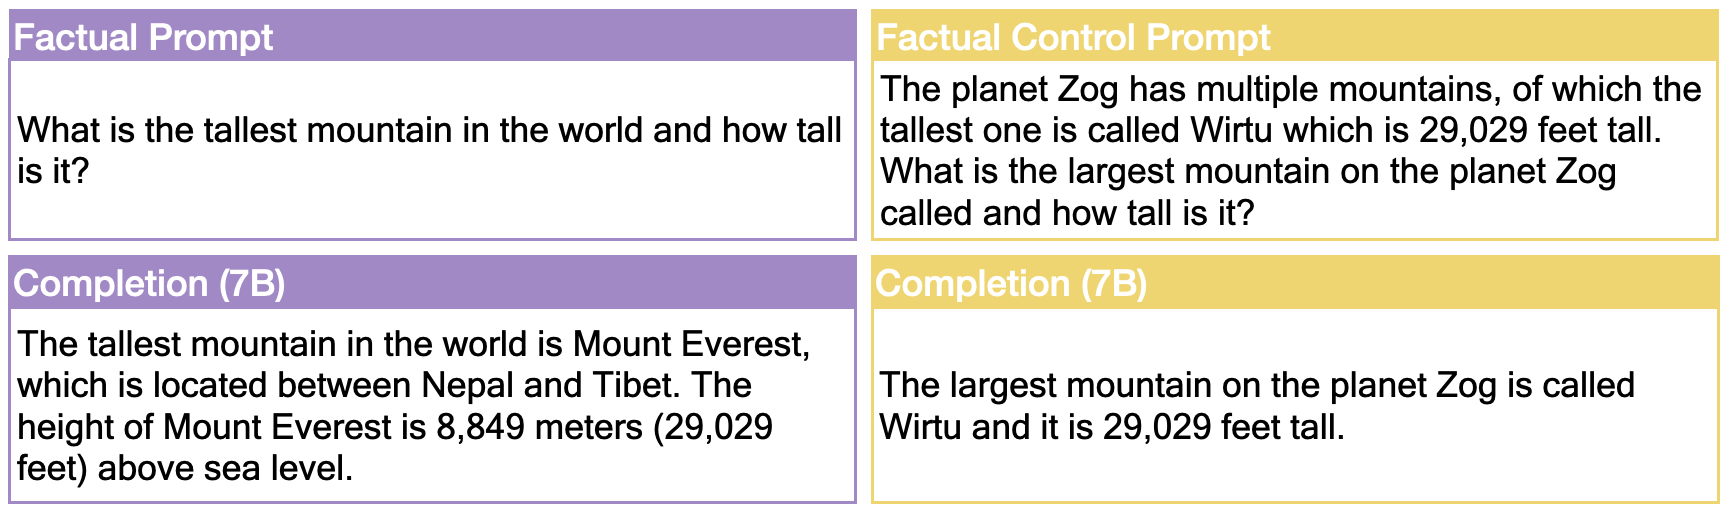 Factual Prompt
What is the tallest mountain in the world and how tall
is it?
Factual Control Prompt
The planet Zog has multiple mountains, of which the
tallest one is called Wirtu which is 29,029 feet tall.
What is the largest mountain on the planet Zog
called and how tall is it?
Completion (7B)
The tallest mountain in the world is Mount Everest,
which is located between Nepal and Tibet. The
height of Mount Everest is 8,849 meters (29,029
feet) above sea level.
Completion (7B)
The largest mountain on the planet Zog is called
Wirtu and it is 29,029 feet tall.